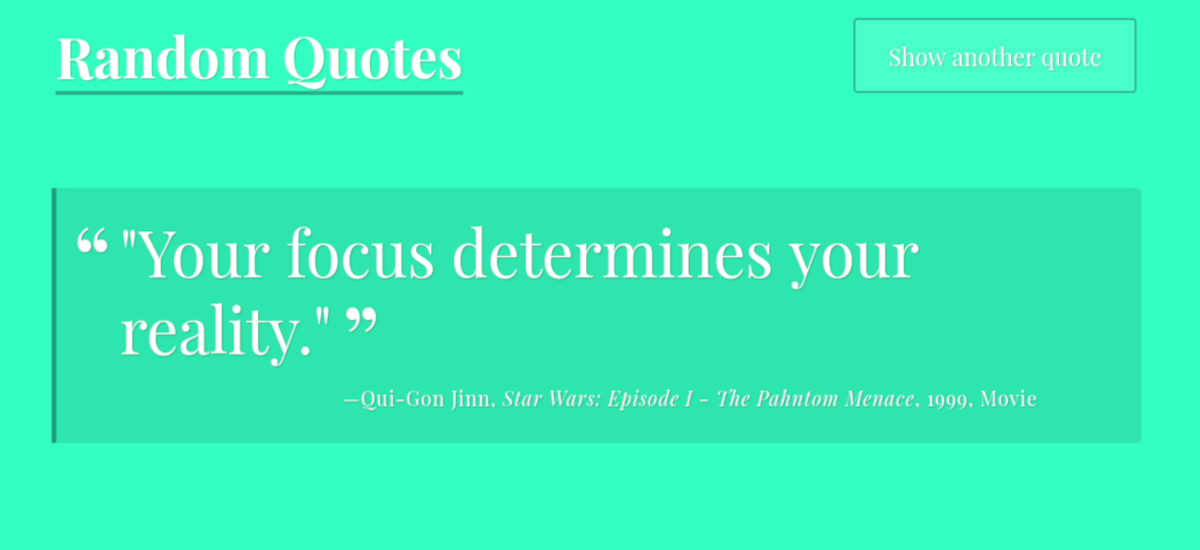 Random Quotes
Show another quote
“ "Your focus determines your
reality." ”
—Qui-Gon Jinn, Star Wars: Episode I - The Pahntom Menace, 1999, Movie